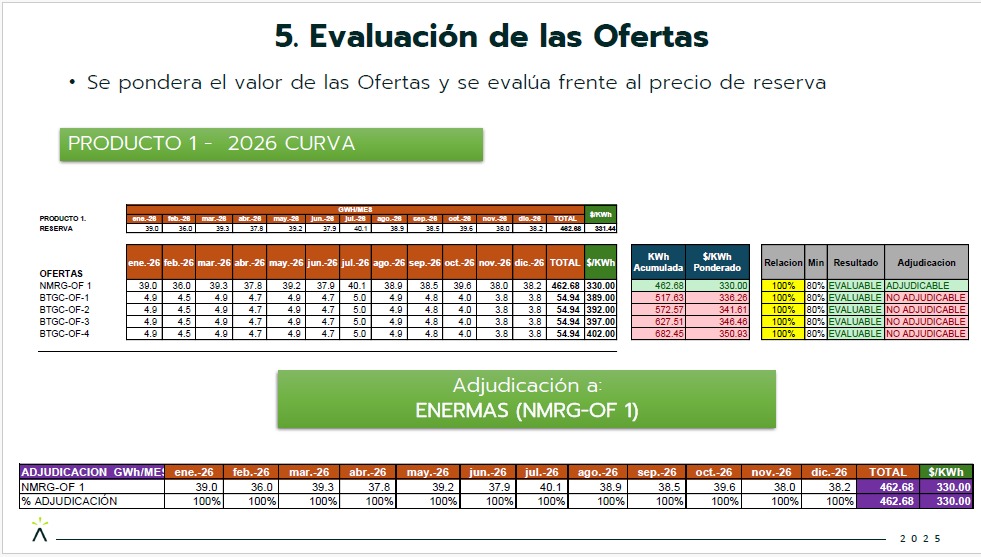 5. Evaluación de las Ofertas
• Se pondera el valor de las Ofertas y se evalúa frente al precio de reserva
PRODUCTO 1 - 2026 CURVA
GWH/MES $/KWh
PRODUCTO 1. ene.-26 feb.-26 mar.-26 abr.-26 may.-26 jun.-26 jul.-26 ago.-26 sep.-26 oct.-26 nov.-26 dic.-26 TOTAL
RESERVA 39.0 36.0 39.3 37.8 39.2 37.9 40.1 38.9 38.5 39.6 38.0 38.2 462.68 331.44
OFERTAS ene.-26 feb.-26 mar.-26 abr.-26 may.-26 jun.-26 jul.-26 ago.-26 sep.-26 oct.-26 nov.-26 dic.-26 TOTAL $/KWh KWh Acumulada $/KWh Ponderado Relacion Min Resultado Adjudicacion
NMRG-OF 1 39.0 36.0 39.3 37.8 39.2 37.9 40.1 38.9 38.5 39.6 38.0 38.2 462.68 330.00 462.68 330.00 100% 80% EVALUABLE ADJUDICABLE
BTGC-OF-1 4.9 4.5 4.9 4.7 4.9 4.7 4.9 4.9 4.8 4.0 3.8 3.8 54.94 389.00 517.63 336.26 100% 80% EVALUABLE NO ADJUDICABLE
BTGC-OF-2 4.9 4.5 4.9 4.7 4.9 4.7 4.9 4.9 4.8 4.0 3.8 3.8 54.94 392.00 572.57 341.61 100% 80% EVALUABLE NO ADJUDICABLE
BTGC-OF-3 4.9 4.5 4.9 4.7 4.9 4.7 4.9 4.9 4.8 4.0 3.8 3.8 54.94 397.00 627.51 346.46 100% 80% EVALUABLE NO ADJUDICABLE
BTGC-OF-4 4.9 4.5 4.9 4.7 4.9 4.7 4.9 4.9 4.8 4.0 3.8 3.8 54.94 402.00 682.45 350.93 100% 80% EVALUABLE NO ADJUDICABLE
Adjudicación a:
ENERMAS (NMRG-OF 1)
ADJUDICACION GWh/MES ene.-26 feb.-26 mar.-26 abr.-26 may.-26 jun.-26 jul.-26 ago.-26 sep.-26 oct.-26 nov.-26 dic.-26 TOTAL $/KWh
NMRG-OF 1 39.0 36.0 39.3 37.8 39.2 37.9 40.1 38.9 38.5 39.6 38.0 38.2 462.68 330.00
% ADJUDICACIÓN 100% 100% 100% 100% 100% 100% 100% 100% 100% 100% 100% 100% 462.68 330.00
2025